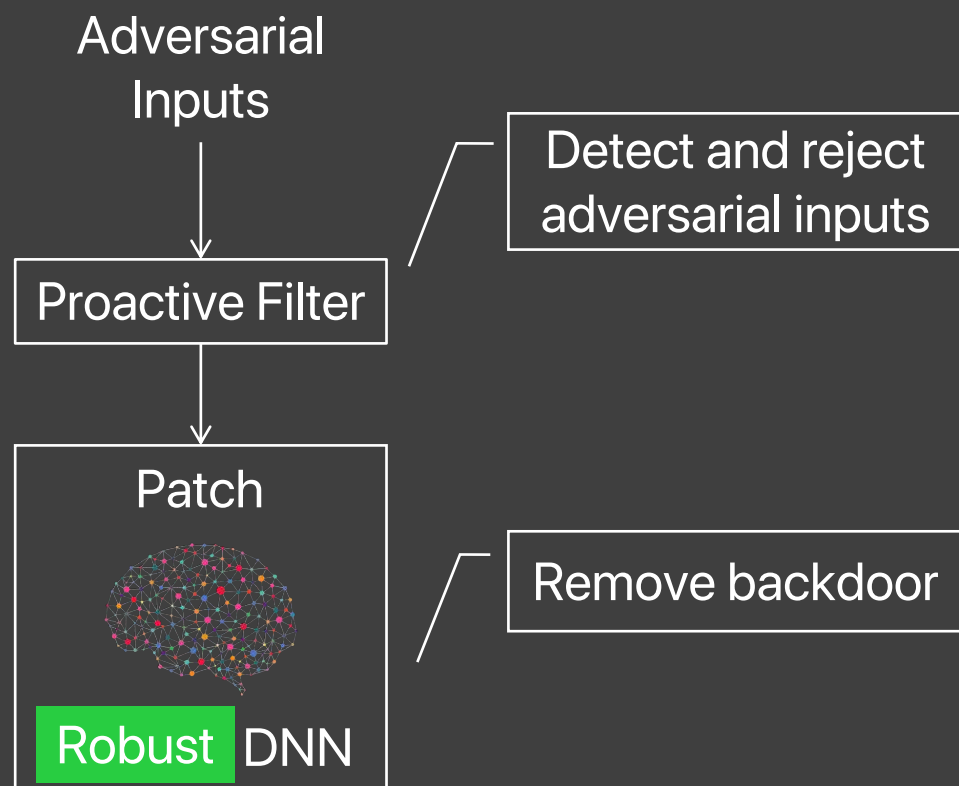 Adversarial
Inputs
Detect and reject
adversarial inputs
Proactive Filter
Patch
Remove backdoor
Robust DNN